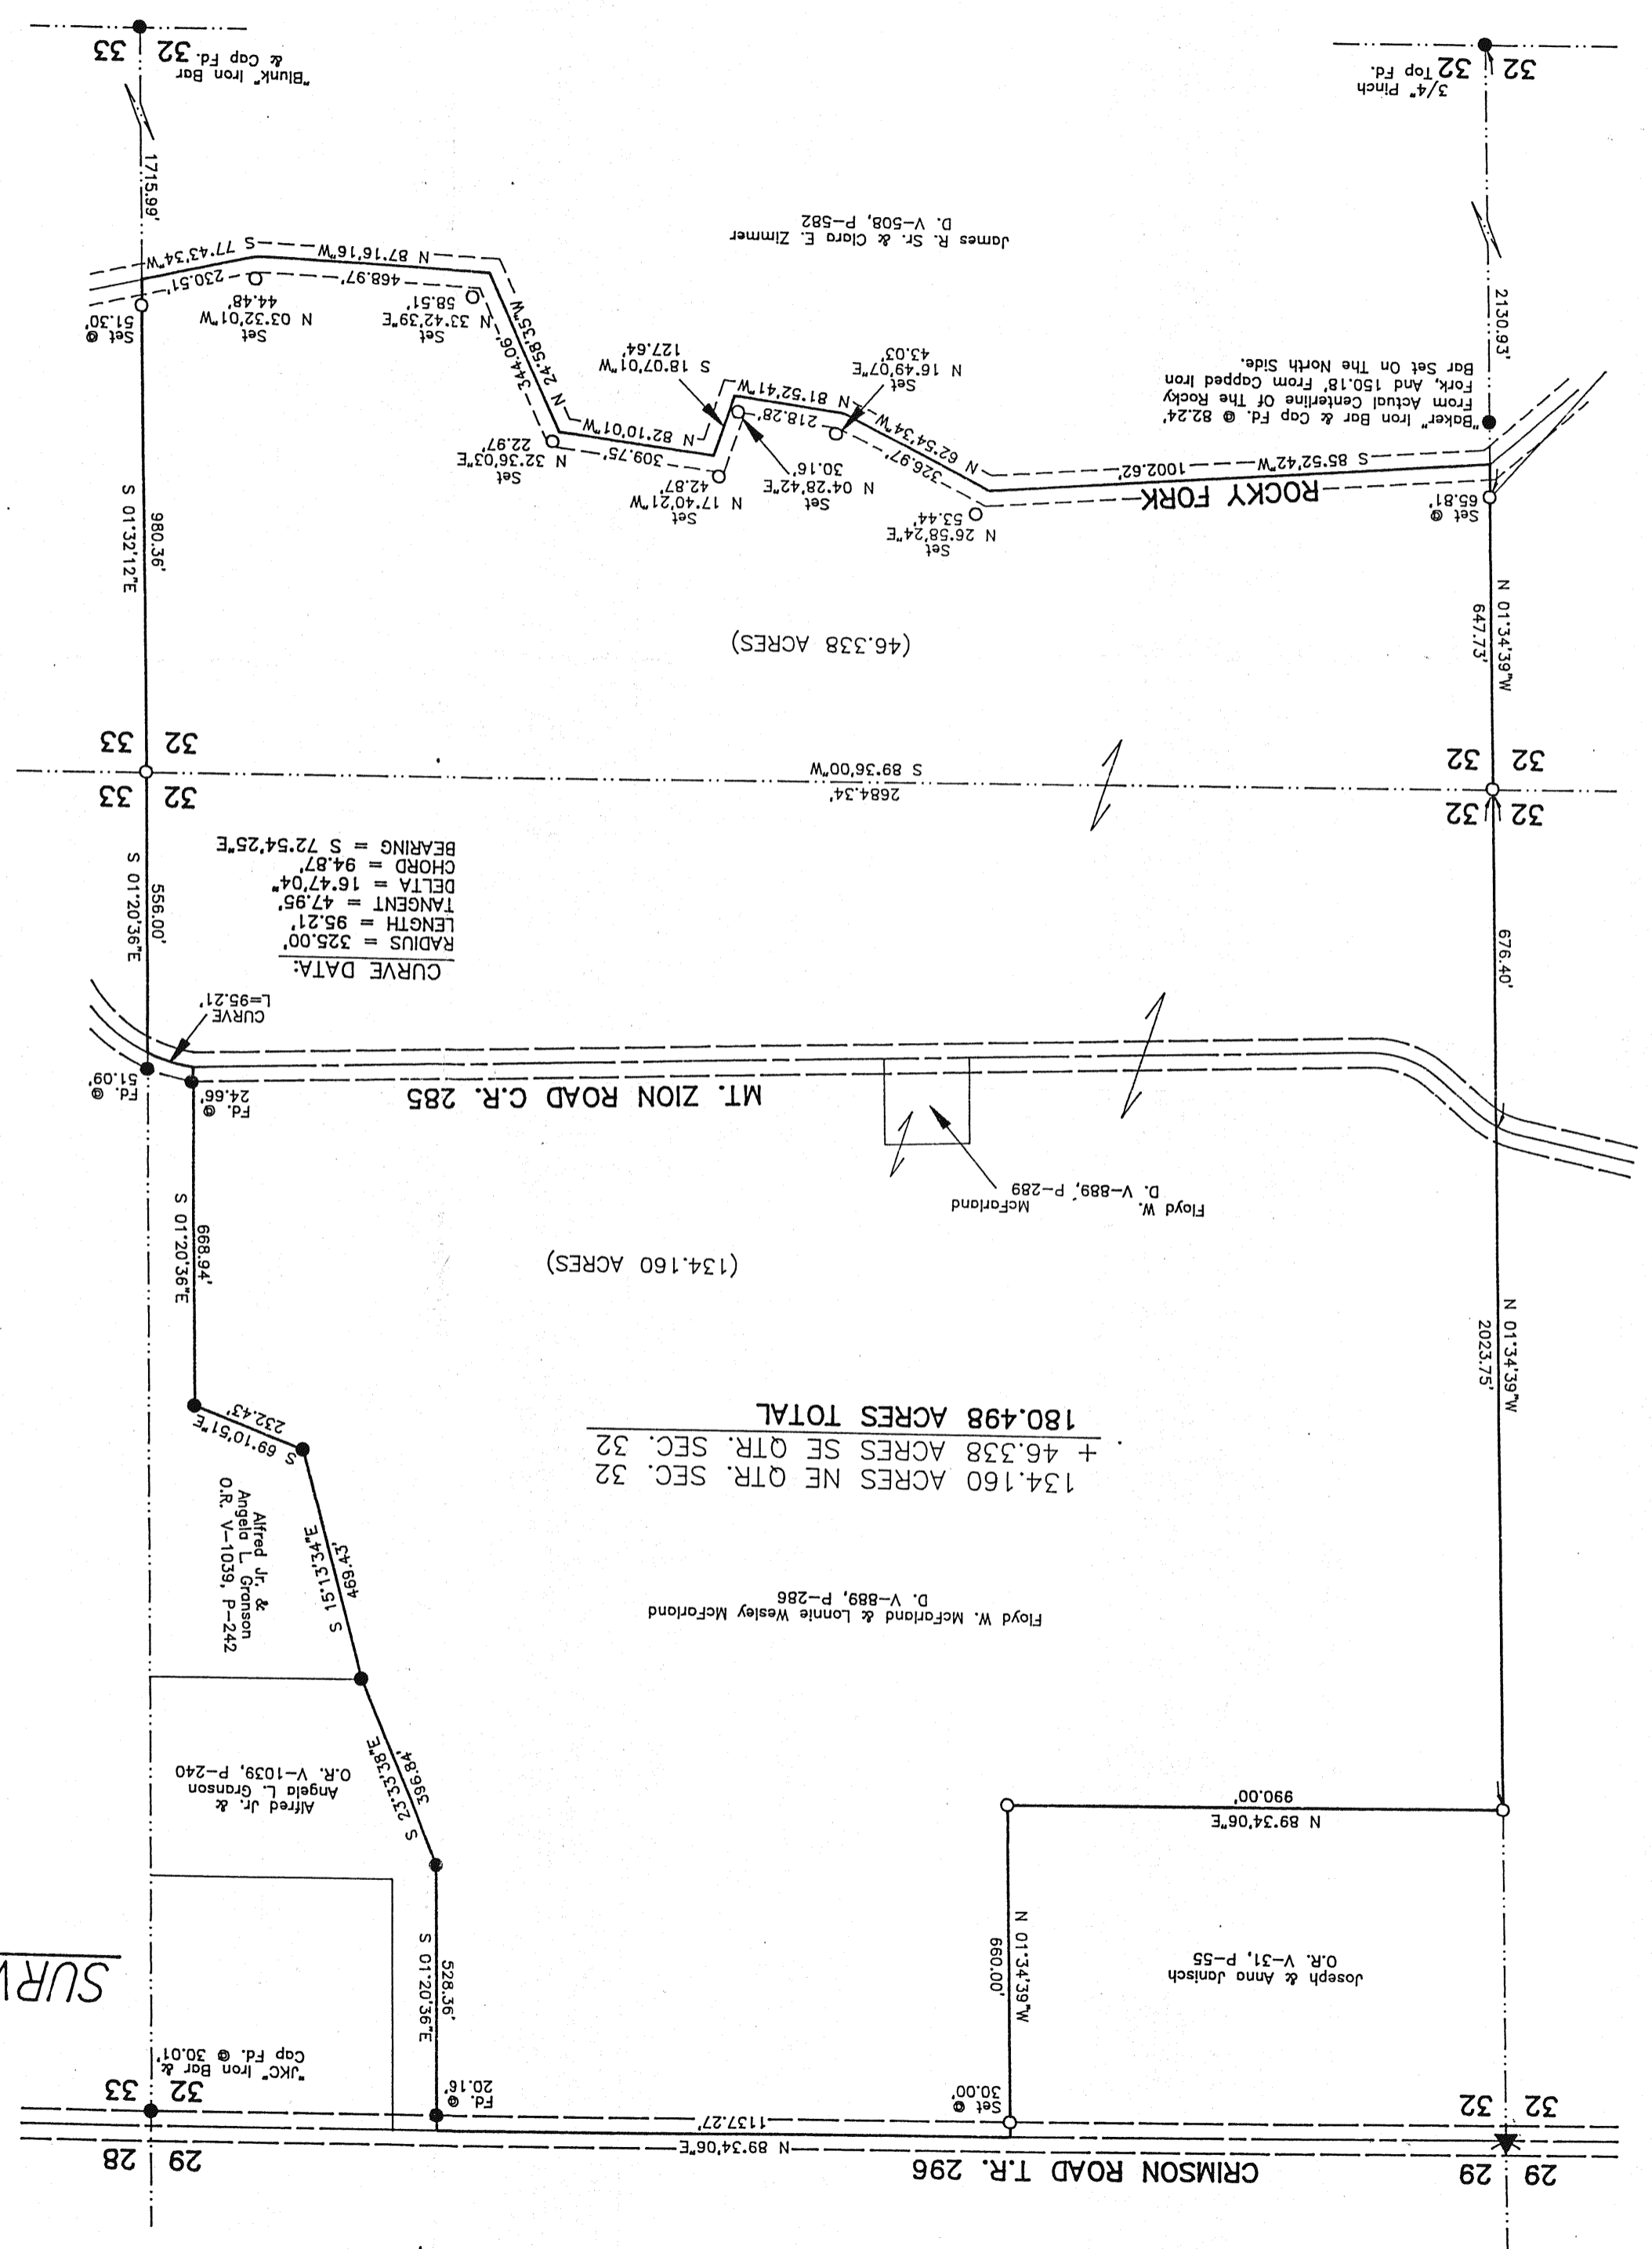 29 29
29 28
CRIMSON ROAD T.R. 296
N 89°34'06"E
1137.27'
32 32
32 33
Set @
30.00'
Fd. @
20.16'
"JKC" Iron Bar &
Cap Fd. @ 30.01'
SURV
Joseph & Anna Janisch
O.R. V-31, P-55
N 01°34'39"W
660.00'
528.36'
S 01°20'36"E
N 89°34'06"E
990.00'
S 23°33'38"E
396.84'
Alfred Jr. &
Angela L. Granson
O.R. V-1039, P-240
Floyd W. McFarland & Lonnie Wesley McFarland
D. V-889, P-286
S 15°13'34"E
469.43'
Alfred Jr. &
Angela L. Granson
O.R. V-1039, P-242
134.160 ACRES NE QTR. SEC. 32
+ 46.338 ACRES SE QTR. SEC. 32
180.498 ACRES TOTAL
S 69°10'51"E
232.43'
N 01°34'39"W
2023.75'
(134.160 ACRES)
668.94'
S 01°20'36"E
Floyd W. McFarland
D. V-889, P-289
MT. ZION ROAD C.R. 285
Fd. @
24.66'
Fd. @
51.09'
CURVE
L=95.21'
CURVE DATA:
RADIUS = 325.00'
LENGTH = 95.21'
TANGENT = 47.95'
DELTA = 16°47'04"
CHORD = 94.87'
BEARING = S 72°54'25"E
676.40'
556.00'
S 01°20'36"E
32 32
32 33
2684.34'
S 89°36'00"W
32 32
32 33
(46.338 ACRES)
N 01°34'39"W
647.73'
980.36'
S 01°32'12"E
Set @
65.81'
ROCKY FORK
S 85°52'42"W
1002.62'
Set
N 26°58'24"E
53.44'
N 62°54'34"W
326.97'
Set
N 16°49'07"E
43.03'
N 81°52'41"W
218.28'
Set
N 04°28'42"E
30.16'
Set
N 17°40'21"W
42.87'
S 18°07'01"W
127.64'
309.75'
N 82°10'01"W
Set
N 32°36'03"E
22.97'
344.06'
N 24°58'35"W
Set
N 33°42'39"E
58.51'
468.97'
N 87°16'16"W
Set
N 03°32'01"W
44.48'
230.51'
S 77°43'34"W
Set @
51.30'
"Baker" Iron Bar & Cap Fd. @ 82.24'
From Actual Centerline Of The Rocky
Fork, And 150.18' From Capped Iron
Bar Set On The North Side.
2130.93'
James R. Sr. & Clara E. Zimmer
D. V-508, P-582
1715.99'
3/4" Pinch
Top Fd.
32 32
"Blunk" Iron Bar
& Cap Fd.
32 33